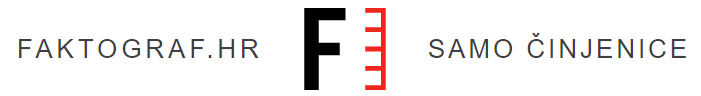 FAKTOGRAF.HR F SAMO ČINJENICE